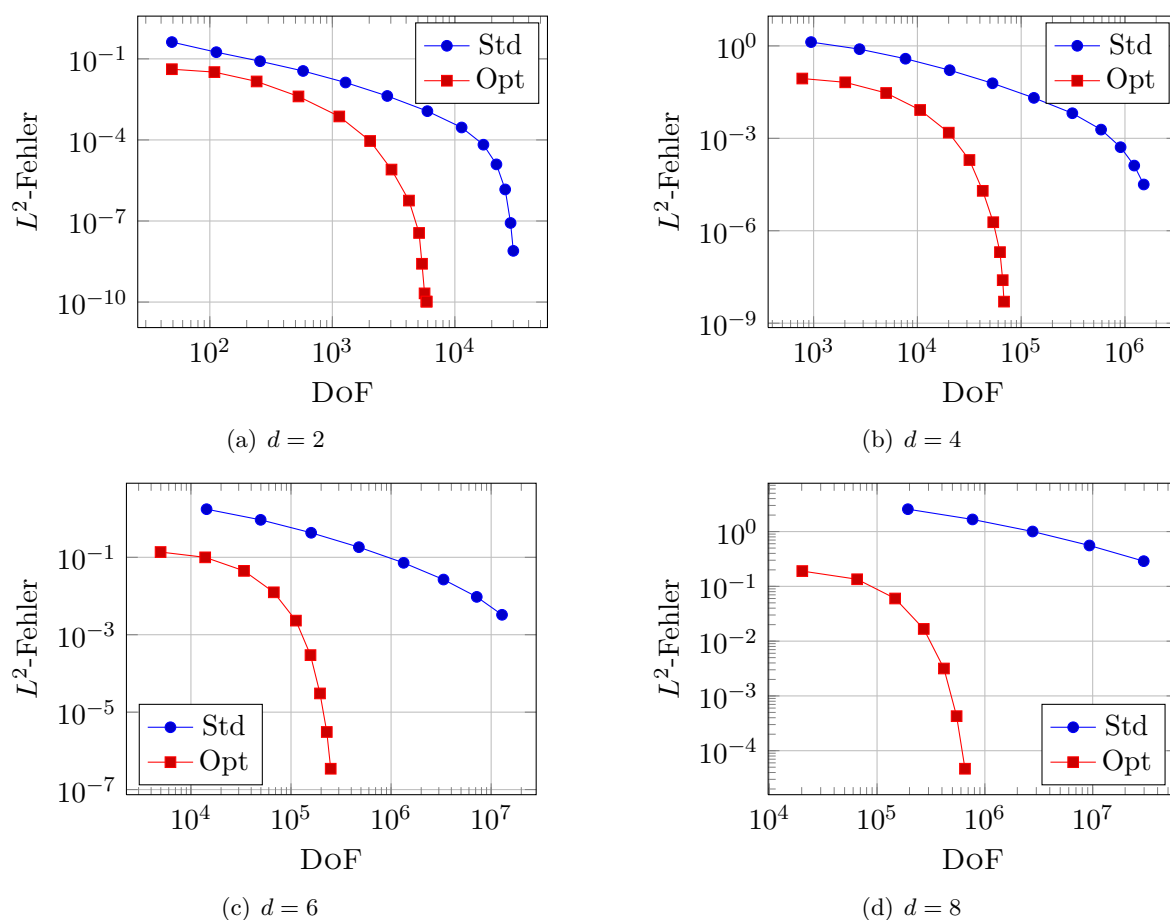 Std
Opt
10^{-1}
10^{-4}
10^{-7}
10^{-10}
L^2-Fehler
10^2 10^3 10^4
DoF
(a) d = 2
Std
Opt
10^0
10^{-3}
10^{-6}
10^{-9}
L^2-Fehler
10^3 10^4 10^5 10^6
DoF
(b) d = 4
10^{-1}
10^{-3}
10^{-5}
10^{-7}
L^2-Fehler
Std
Opt
10^4 10^5 10^6 10^7
DoF
(c) d = 6
10^0
10^{-1}
10^{-2}
10^{-3}
10^{-4}
L^2-Fehler
Std
Opt
10^4 10^5 10^6 10^7
DoF
(d) d = 8